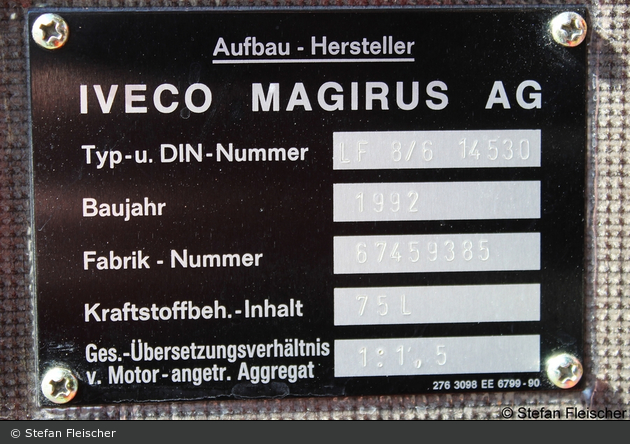 Aufbau - Hersteller
IVECO MAGIRUS AG
Typ-u. DIN-Nummer LF 8/6 14530
Baujahr 1992
Fabrik - Nummer 67459385
Kraftstoffbeh.-Inhalt 75L
Ges.-Übersetzungsverhältnis
v. Motor-angetr. Aggregat 1:1,5
276 3098 EE 6799-90
© Stefan Fleischer
© Stefan Fleischer